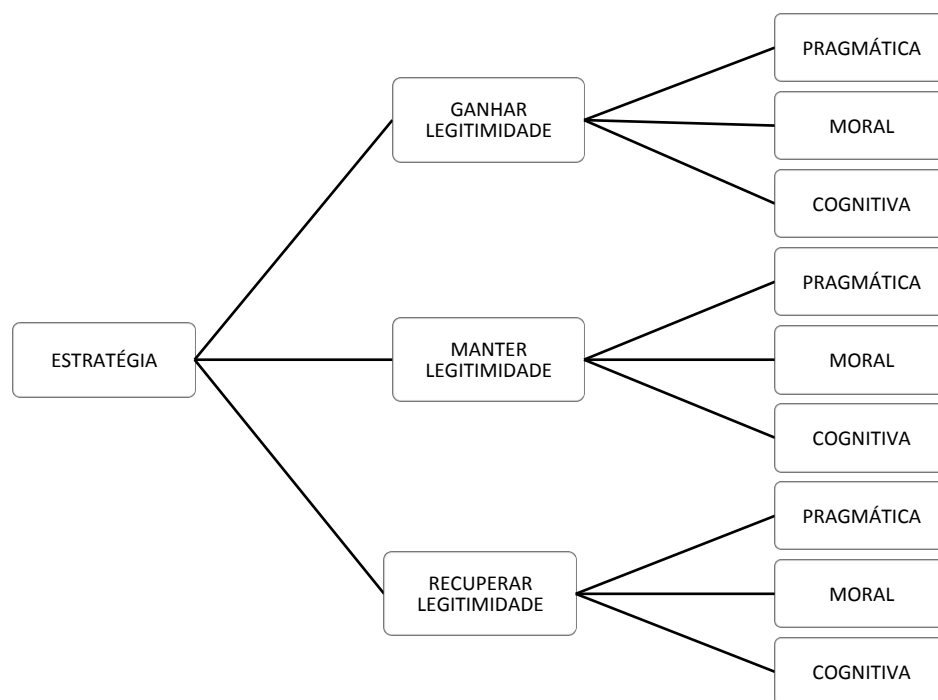 ESTRATÉGIA
GANHAR
LEGITIMIDADE
PRAGMÁTICA
MORAL
COGNITIVA
MANTER
LEGITIMIDADE
PRAGMÁTICA
MORAL
COGNITIVA
RECUPERAR
LEGITIMIDADE
PRAGMÁTICA
MORAL
COGNITIVA